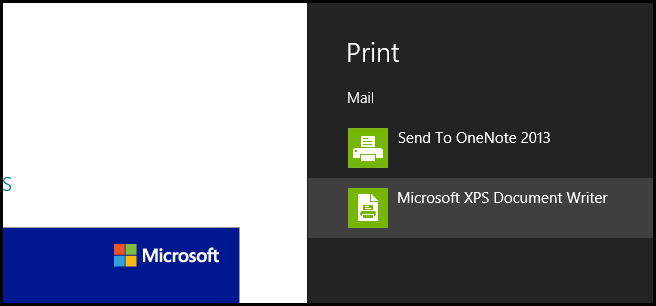 Print
Mail
Send To OneNote 2013
Microsoft XPS Document Writer
s
Microsoft